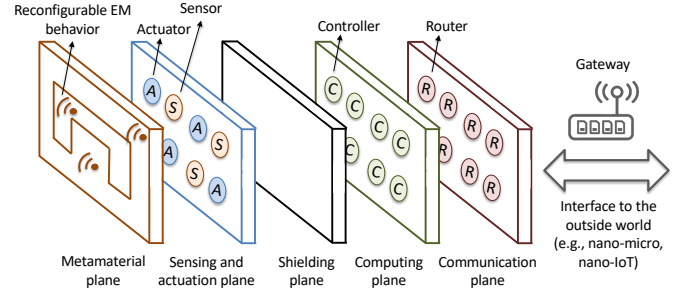 Reconfigurable EM
behavior
Actuator
Sensor
Controller
Router
Gateway
A
S
A
S
A
S
A
C
C
C
C
C
C
C
C
R
R
R
R
R
R
R
R
Metamaterial
plane
Sensing and
actuation plane
Shielding
plane
Computing
plane
Communication
plane
Interface to the
outside world
(e.g., nano-micro,
nano-IoT)